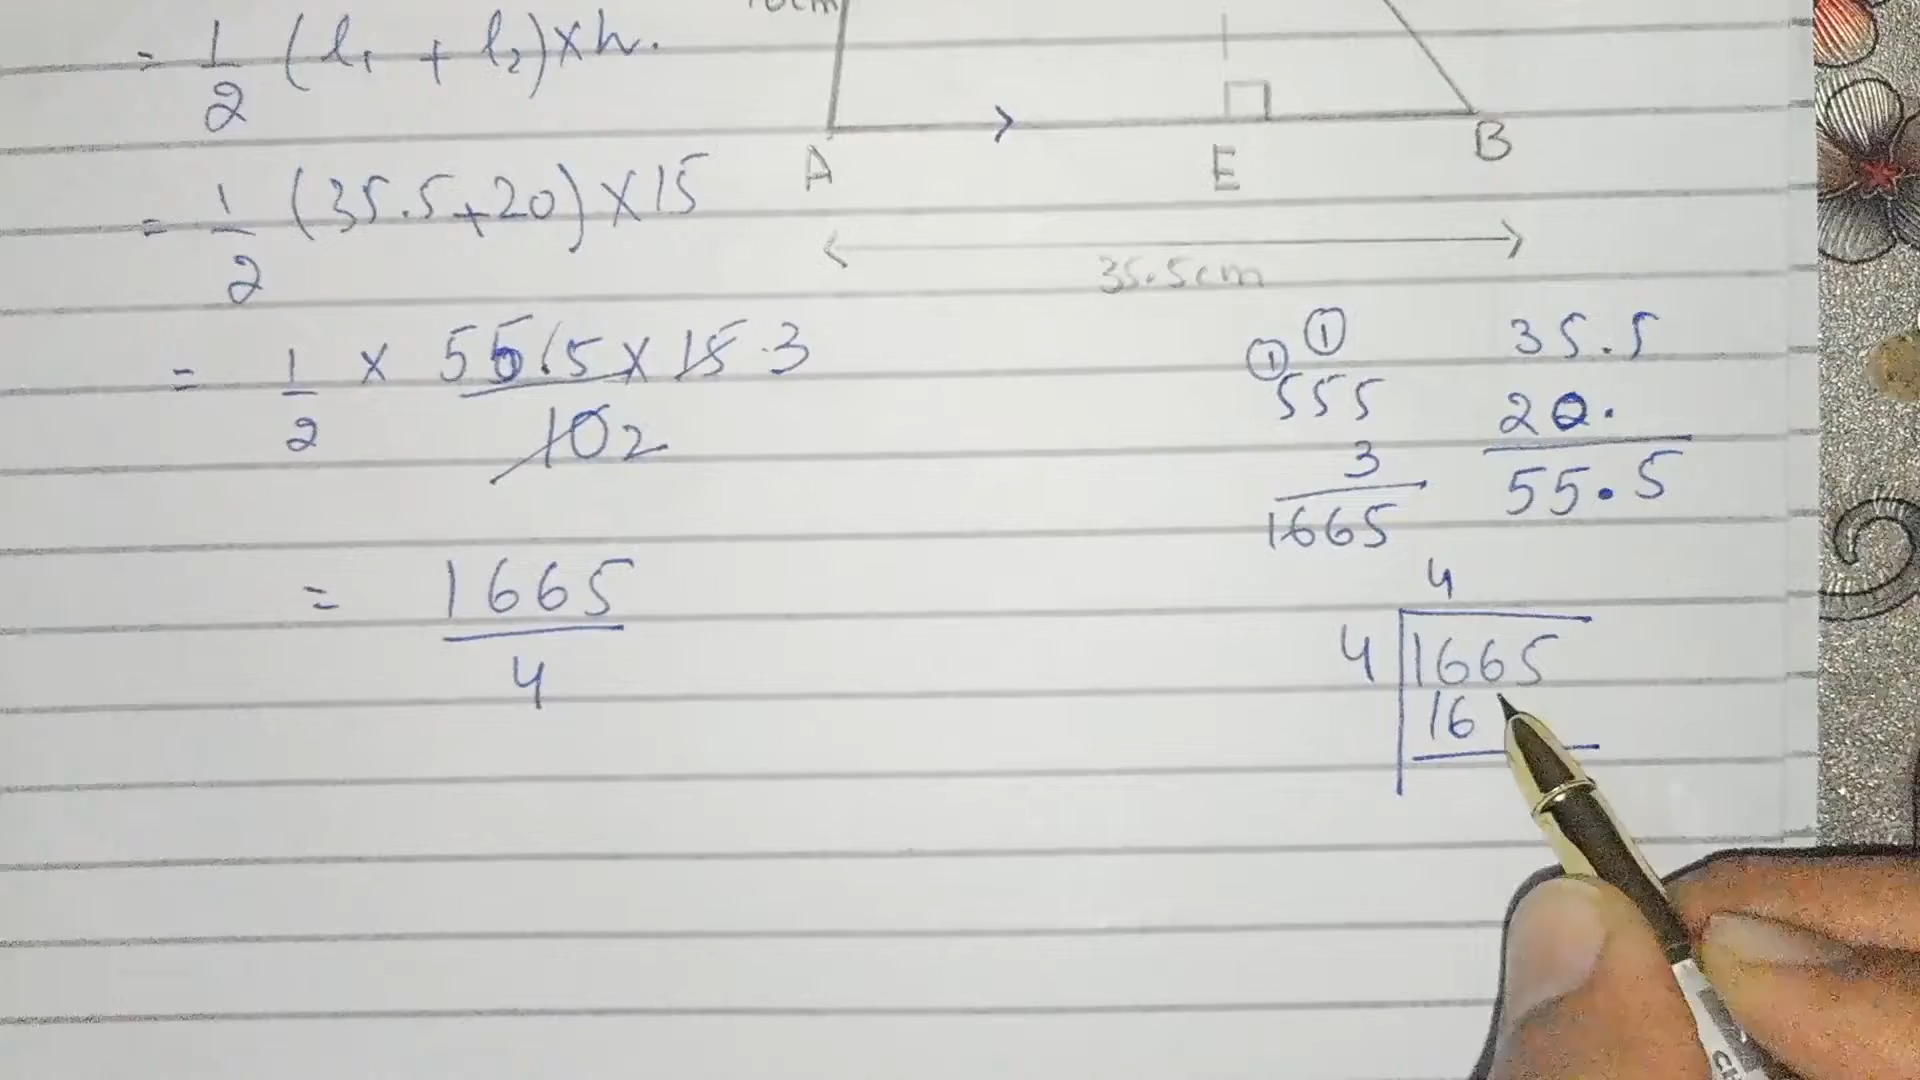 = 1/2 (l₁ + l₂) × h.
A E B
= 1/2 (35.5 + 20) × 15
35.5cm
= 1/2 × 555 × 15 3 / 10 2
① ①
555
3
1665
35.5
20.
55.5
= 1665/4
4
4 1665
16